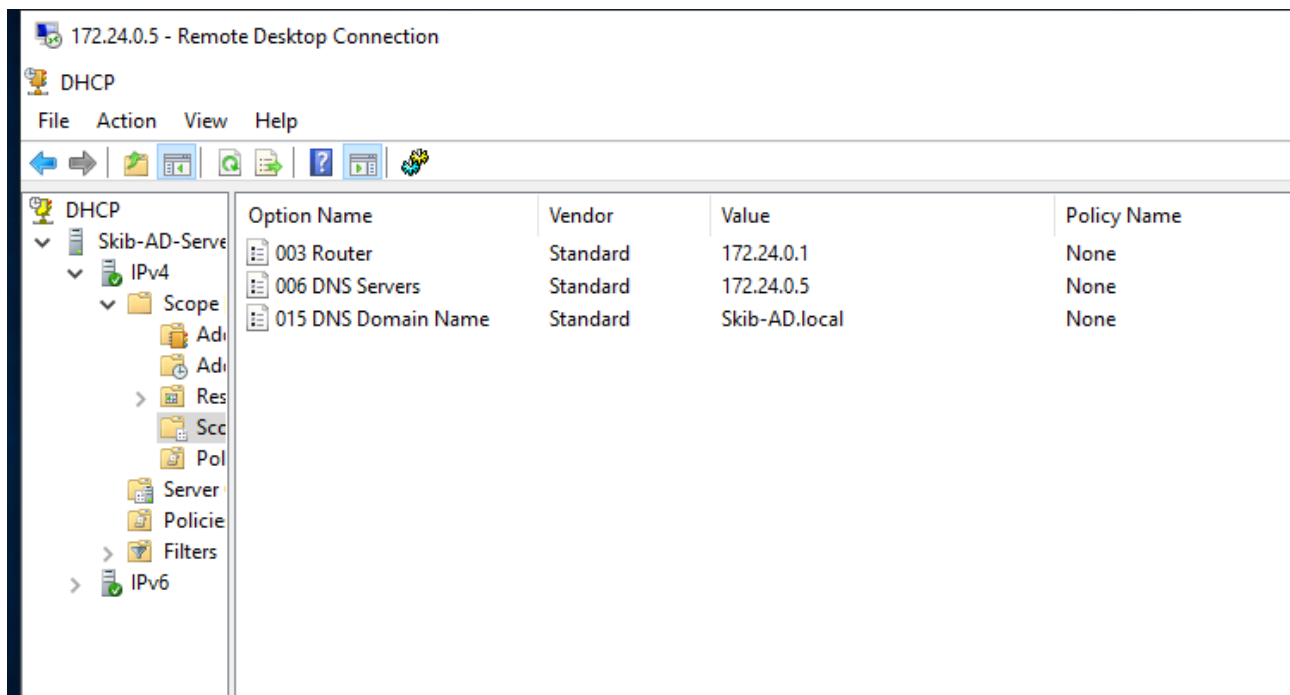 172.24.0.5 - Remote Desktop Connection
DHCP
File Action View Help
DHCP
Skib-AD-Serve
IPv4
Scope
Ad
Ad
Res
Sco
Pol
Server
Policie
Filters
IPv6
Option Name Vendor Value Policy Name
003 Router Standard 172.24.0.1 None
006 DNS Servers Standard 172.24.0.5 None
015 DNS Domain Name Standard Skib-AD.local None